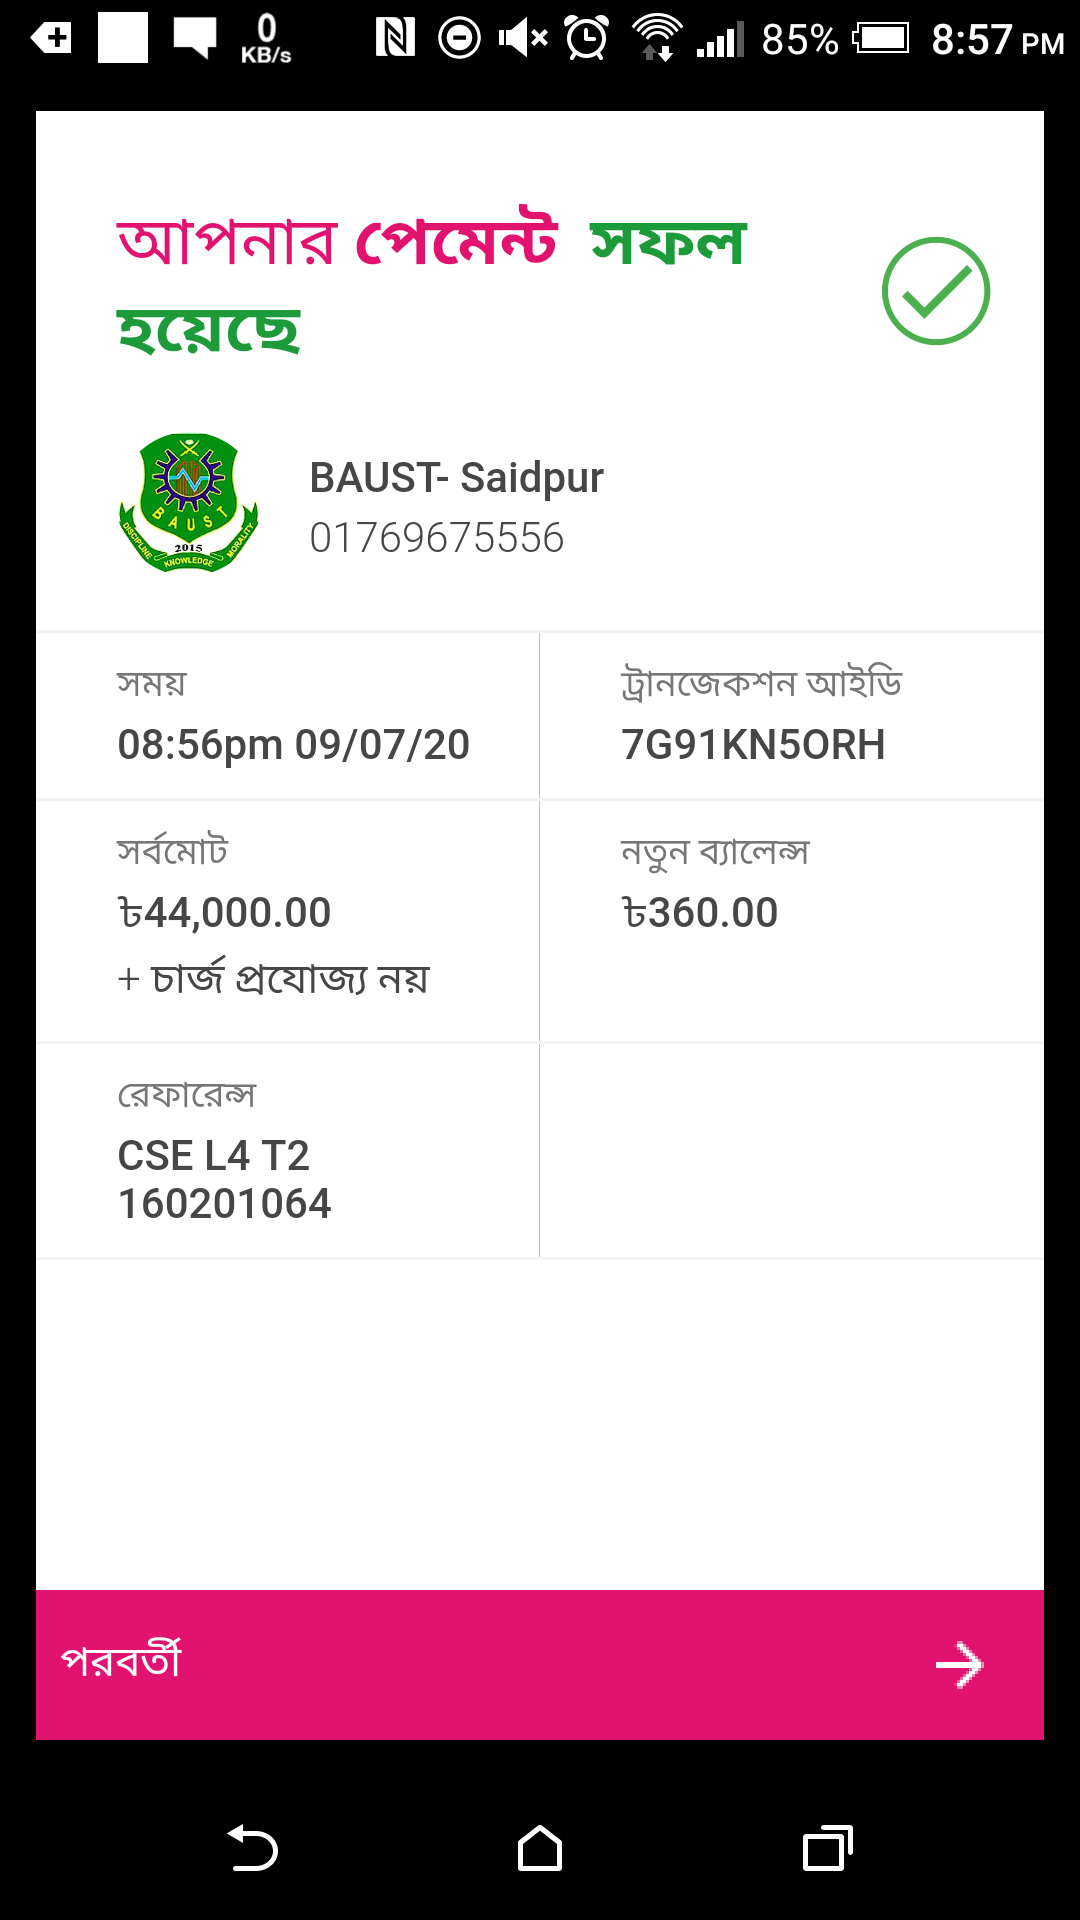 0
KB/s
85%
8:57 PM
আপনার পেমেন্ট সফল
হয়েছে
BAUST
2015
DISCIPLINE
KNOWLEDGE
MORALITY
BAUST- Saidpur
01769675556
সময়
ট্রানজেকশন আইডি
08:56pm 09/07/20
7G91KN5ORH
সর্বমোট
নতুন ব্যালেন্স
৳44,000.00
৳360.00
+ চার্জ প্রযোজ্য নয়
রেফারেন্স
CSE L4 T2
160201064
পরবর্তী